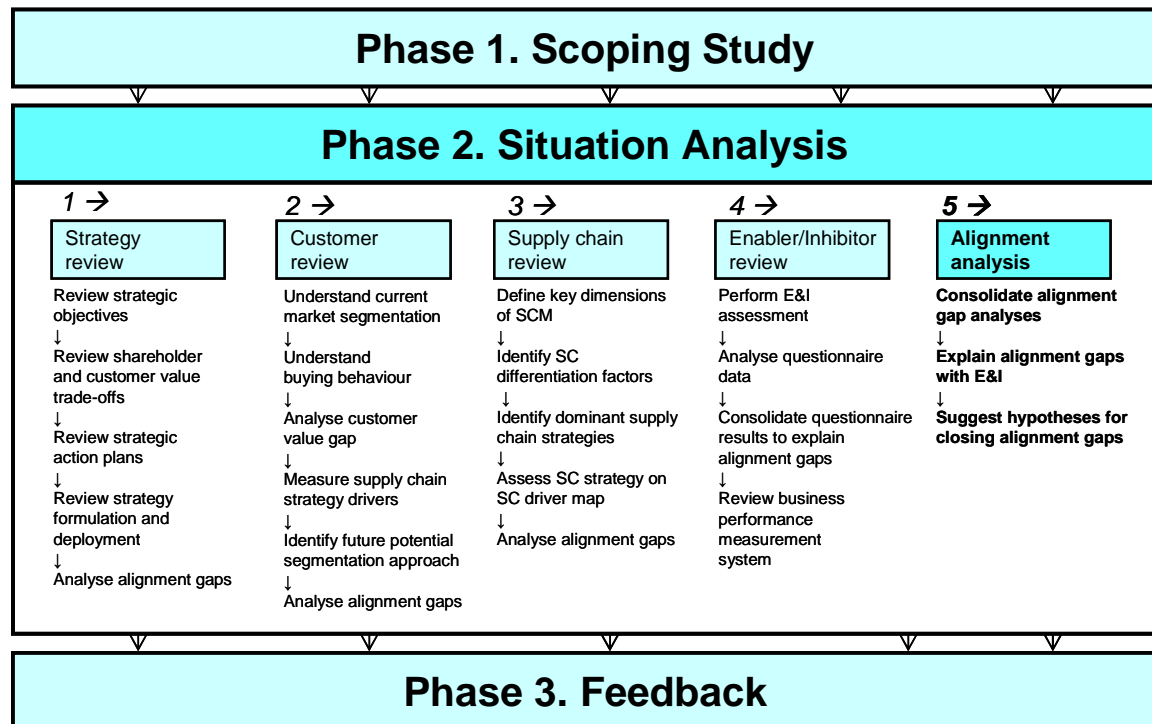 Phase 1. Scoping Study
Phase 2. Situation Analysis
1 →
Strategy
review
Review strategic
objectives
↓
Review shareholder
and customer value
trade-offs
↓
Review strategic
action plans
↓
Review strategy
formulation and
deployment
↓
Analyse alignment gaps
2 →
Customer
review
Understand current
market segmentation
↓
Understand
buying behaviour
↓
Analyse customer
value gap
↓
Measure supply chain
strategy drivers
↓
Identify future potential
segmentation approach
↓
Analyse alignment gaps
3 →
Supply chain
review
Define key dimensions
of SCM
↓
Identify SC
differentiation factors
↓
Identify dominant supply
chain strategies
↓
Assess SC strategy on
SC driver map
↓
Analyse alignment gaps
4 →
Enabler/Inhibitor
review
Perform E&I
assessment
↓
Analyse questionnaire
data
↓
Consolidate questionnaire
results to explain
alignment gaps
↓
Review business
performance
measurement
system
5 →
Alignment
analysis
Consolidate alignment
gap analyses
↓
Explain alignment gaps
with E&I
↓
Suggest hypotheses for
closing alignment gaps
Phase 3. Feedback